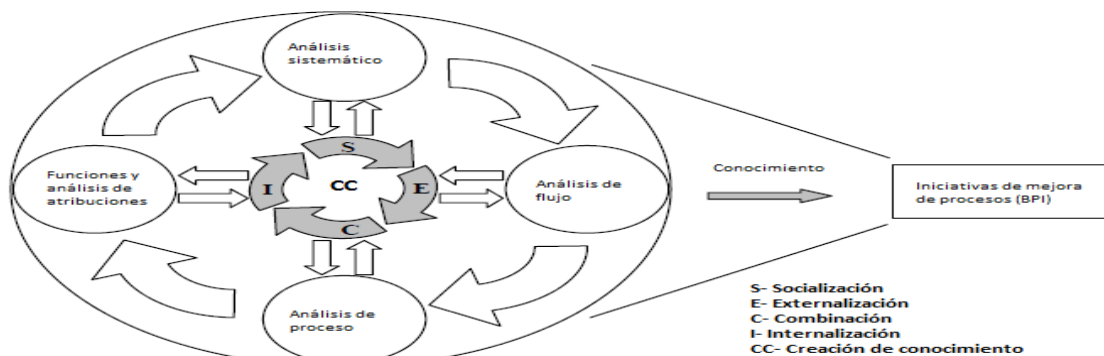 Análisis
sistemático
Funciones y
análisis de
atribuciones
I
S
CC
E
C
Análisis de
flujo
Análisis de
proceso
Conocimiento
Iniciativas de mejora
de procesos (BPI)
S- Socialización
E- Externalización
C- Combinación
I- Internalización
CC- Creación de conocimiento